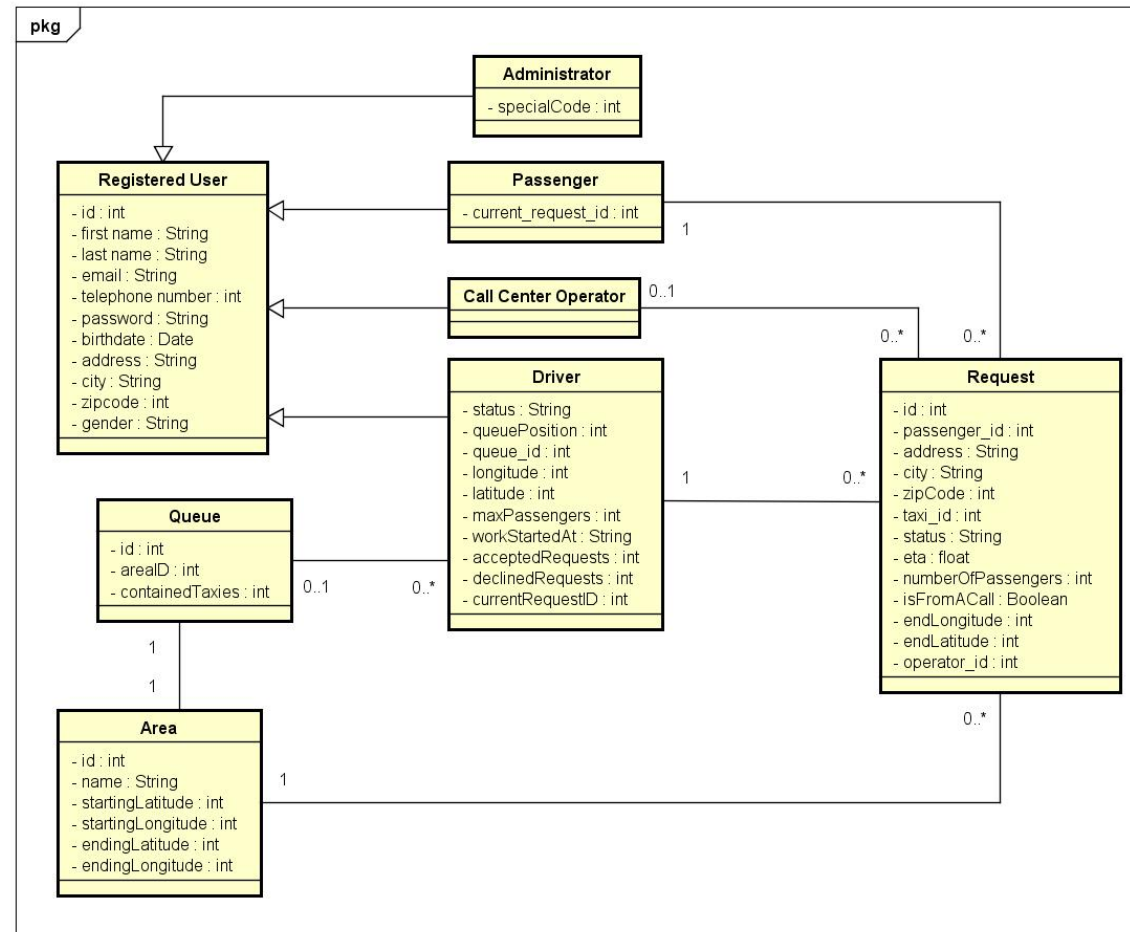 pkg
Administrator
- specialCode : int
Registered User
- id : int
- first name : String
- last name : String
- email : String
- telephone number : int
- password : String
- birthdate : Date
- address : String
- city : String
- zipcode : int
- gender : String
Passenger
- current_request_id : int
1
Call Center Operator
0..1
0..*
0..*
Driver
- status : String
- queuePosition : int
- queue_id : int
- longitude : int
- latitude : int
- maxPassengers : int
- workStartedAt : String
- acceptedRequests : int
- declinedRequests : int
- currentRequestID : int
1
0..*
Request
- id : int
- passenger_id : int
- address : String
- city : String
- zipCode : int
- taxi_id : int
- status : String
- eta : float
- numberOfPassengers : int
- isFromACall : Boolean
- endLongitude : int
- endLatitude : int
- operator_id : int
Queue
- id : int
- areaID : int
- containedTaxies : int
0..1
0..*
1
1
Area
- id : int
- name : String
- startingLatitude : int
- startingLongitude : int
- endingLatitude : int
- endingLongitude : int
1
0..*